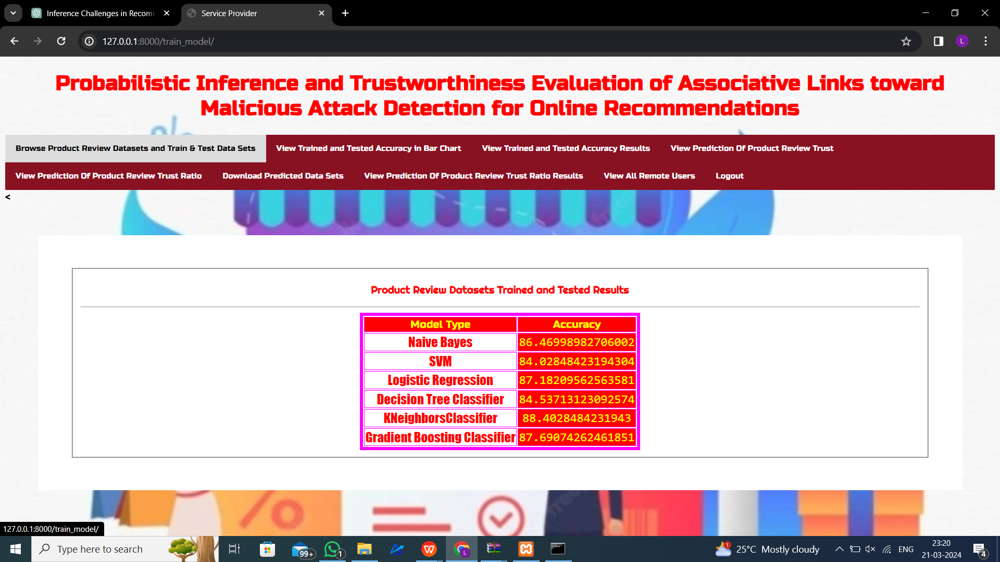 Inference Challenges in Recomm
Service Provider
127.0.0.1:8000/train_model/
L
Probabilistic Inference and Trustworthiness Evaluation of Associative Links toward
Malicious Attack Detection for Online Recommendations
Browse Product Review Datasets and Train & Test Data Sets
View Trained and Tested Accuracy in Bar Chart
View Trained and Tested Accuracy Results
View Prediction Of Product Review Trust
View Prediction Of Product Review Trust Ratio
Download Predicted Data Sets
View Prediction Of Product Review Trust Ratio Results
View All Remote Users
Logout
<
Product Review Datasets Trained and Tested Results
Model Type Accuracy
Naive Bayes 86.46998982706002
SVM 84.02848423194304
Logistic Regression 87.18209562563581
Decision Tree Classifier 84.53713123092574
KNeighborsClassifier 88.4028484231943
Gradient Boosting Classifier 87.69074262461851
127.0.0.1:8000/train_model/
Type here to search
99+
1
L
1
25°C Mostly cloudy
ENG
23:20
21-03-2024
4